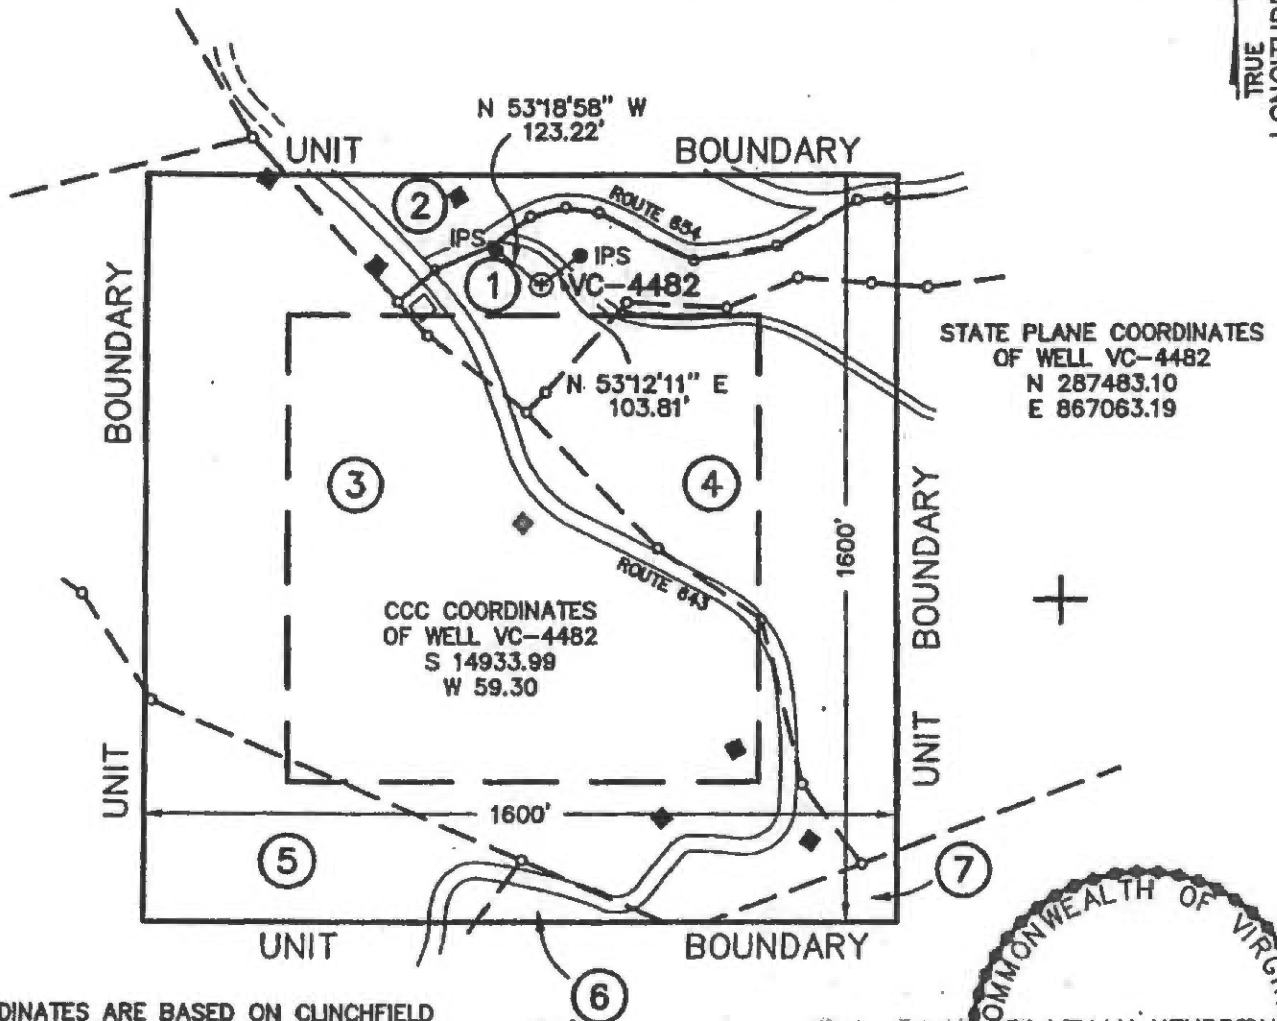 TRUE
N 53°18'58" W
123.22'
UNIT
BOUNDARY
2
ROUTE 654
IPS
IPS
1
VC-4482
BOUNDARY
STATE PLANE COORDINATES
OF WELL VC-4482
N 287483.10
E 867063.19
N 53°12'11" E
103.81'
3
4
1600'
BOUNDARY
ROUTE 643
CCC COORDINATES
OF WELL VC-4482
S 14933.99
W 59.30
UNIT
UNIT
1600'
5
7
UNIT
BOUNDARY
6
DINATES ARE BASED ON CLINCHFIELD
OMMONWEALTH OF VIRG